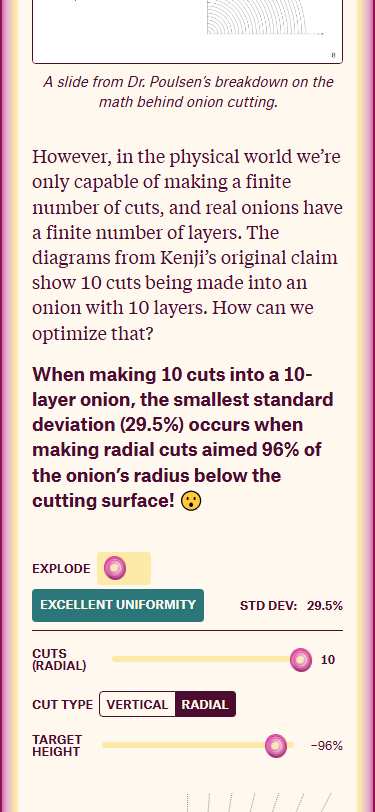 A slide from Dr. Poulsen's breakdown on the
math behind onion cutting.
However, in the physical world we’re
only capable of making a finite
number of cuts, and real onions have
a finite number of layers. The
diagrams from Kenji’s original claim
show 10 cuts being made into an
onion with 10 layers. How can we
optimize that?
When making 10 cuts into a 10-
layer onion, the smallest standard
deviation (29.5%) occurs when
making radial cuts aimed 96% of
the onion’s radius below the
cutting surface! 😮
EXPLODE
EXCELLENT UNIFORMITY STD DEV: 29.5%
CUTS
(RADIAL) 10
CUT TYPE VERTICAL RADIAL
TARGET
HEIGHT -96%